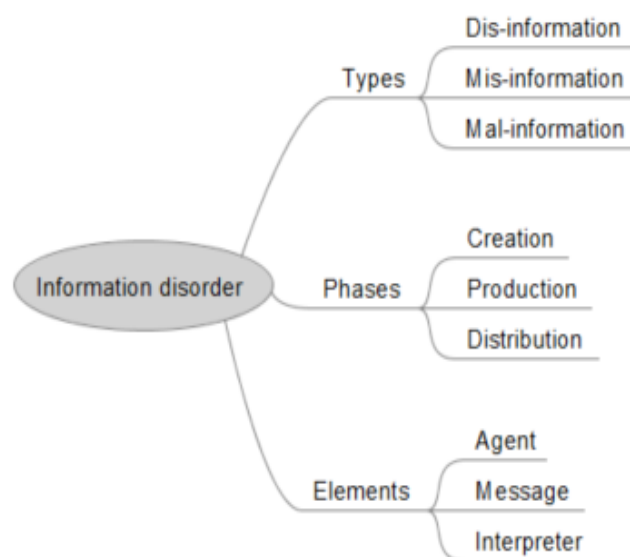 Information disorder
Types
Dis-information
Mis-information
Mal-information
Phases
Creation
Production
Distribution
Elements
Agent
Message
Interpreter